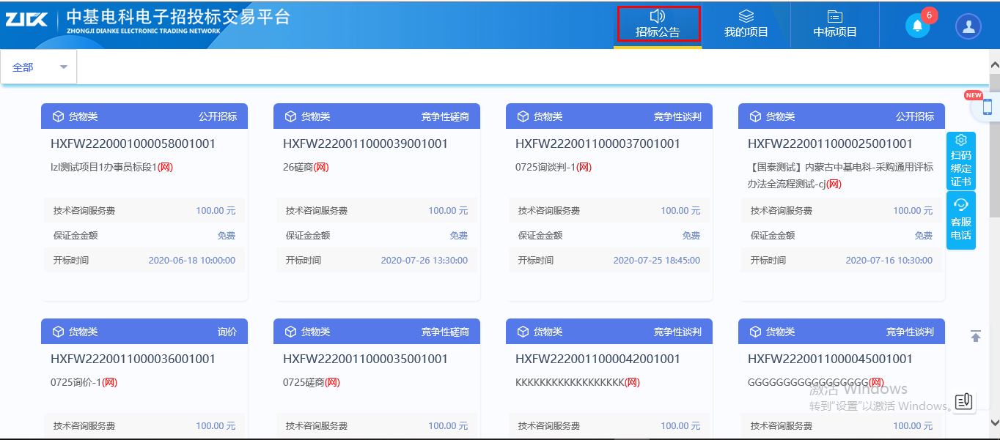 ZJDK
中基电科电子招投标交易平台
ZHONGJI DIANKE ELECTRONIC TRADING NETWORK
招标公告
我的项目
中标项目
6
全部
NEW
货物类 公开招标
HXFW2220001000058001001
lzl测试项目1办事员标段1(网)
技术咨询服务费 100.00 元
保证金金额 免费
开标时间 2020-06-18 10:00:00
货物类 竞争性磋商
HXFW2220011000039001001
26磋商(网)
技术咨询服务费 100.00 元
保证金金额 免费
开标时间 2020-07-26 13:30:00
货物类 竞争性谈判
HXFW2220011000037001001
0725询谈判-1(网)
技术咨询服务费 100.00 元
保证金金额 免费
开标时间 2020-07-25 18:45:00
货物类 公开招标
HXFW2220011000025001001
【国泰测试】内蒙古中基电科-采购通用评标
办法全流程测试-cj(网)
技术咨询服务费 100.00 元
保证金金额 免费
开标时间 2020-07-16 10:30:00
扫码
绑定
证书
客服
电话
货物类 询价
HXFW2220011000036001001
0725询价-1(网)
技术咨询服务费 100.00 元
货物类 竞争性磋商
HXFW2220011000035001001
0725磋商(网)
技术咨询服务费 100.00 元
货物类 竞争性谈判
HXFW2220011000042001001
KKKKKKKKKKKKKKKKKK(网)
技术咨询服务费 100.00 元
货物类 竞争性谈判
HXFW2220011000045001001
GGGGGGGGGGGGGGGGG(网)
技术咨询服务费 100.00 元
激活 Windows
转到"设置"以激活 Windows。